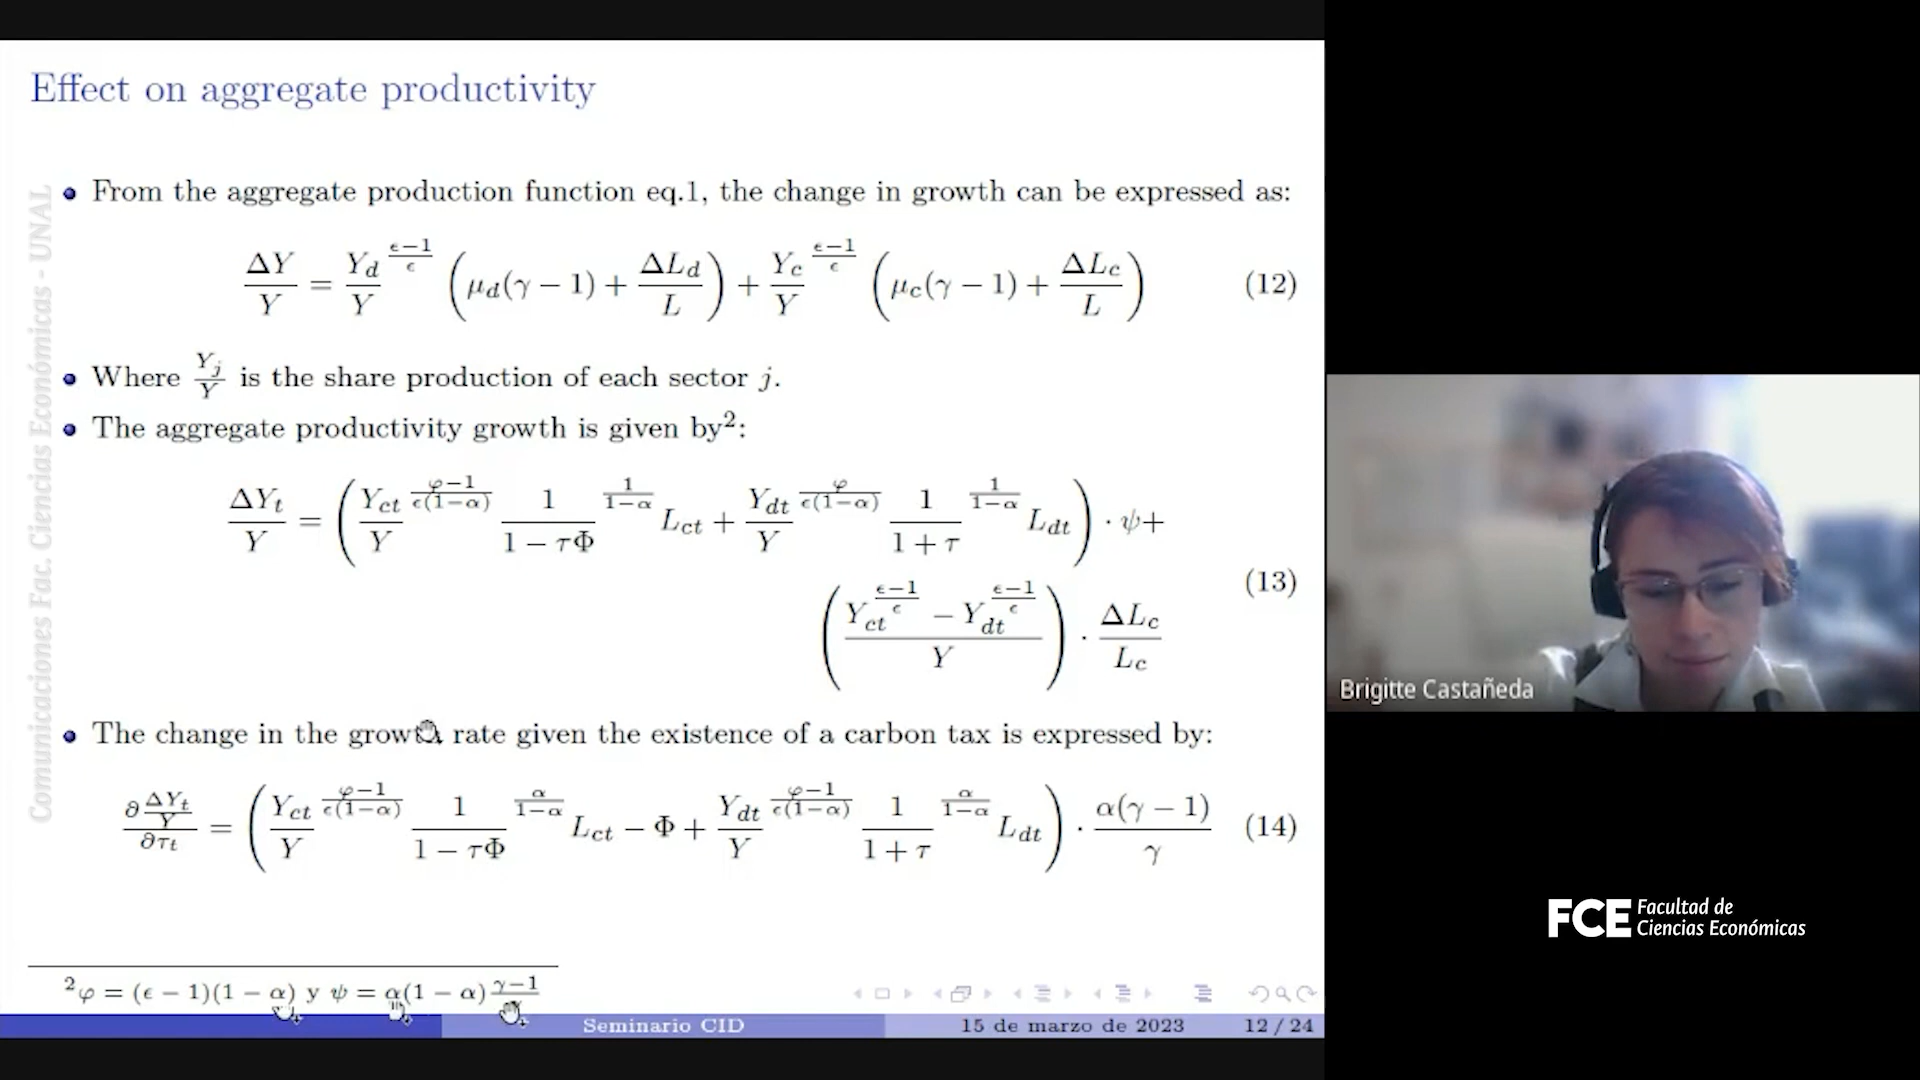 Effect on aggregate productivity
From the aggregate production function eq.1, the change in growth can be expressed as:
ΔY/Y = Y_d/Y^((ϵ−1)/ϵ) (μ_d(γ − 1) + ΔL_d/L) + Y_c/Y^((ϵ−1)/ϵ) (μ_c(γ − 1) + ΔL_c/L) (12)
Where Y_j/Y is the share production of each sector j.
The aggregate productivity growth is given by²:
ΔY_t/Y = (Y_ct/Y^((φ−1)/(ϵ(1−α))) 1/(1 − τΦ)^(1/(1−α)) L_ct + Y_dt/Y^(φ/(ϵ(1−α))) 1/(1 + τ)^(1/(1−α)) L_dt) · ψ+
((Y_ct^((ϵ−1)/ϵ) − Y_dt^((ϵ−1)/ϵ))/Y) · ΔL_c/L_c (13)
The change in the growth rate given the existence of a carbon tax is expressed by:
∂(ΔY_t/Y)/∂τ_t = (Y_ct/Y^((φ−1)/(ϵ(1−α))) 1/(1 − τΦ)^(α/(1−α)) L_ct − Φ + Y_dt/Y^((φ−1)/(ϵ(1−α))) 1/(1 + τ)^(α/(1−α)) L_dt) · α(γ − 1)/γ (14)
²φ = (ϵ − 1)(1 − α) y ψ = α(1 − α) (γ−1)/
Seminario CID 15 de marzo de 2023 12 / 24
Comunicaciones Fac. Ciencias Económicas - UNAL
Brigitte Castañeda
FCE Facultad de
Ciencias Económicas